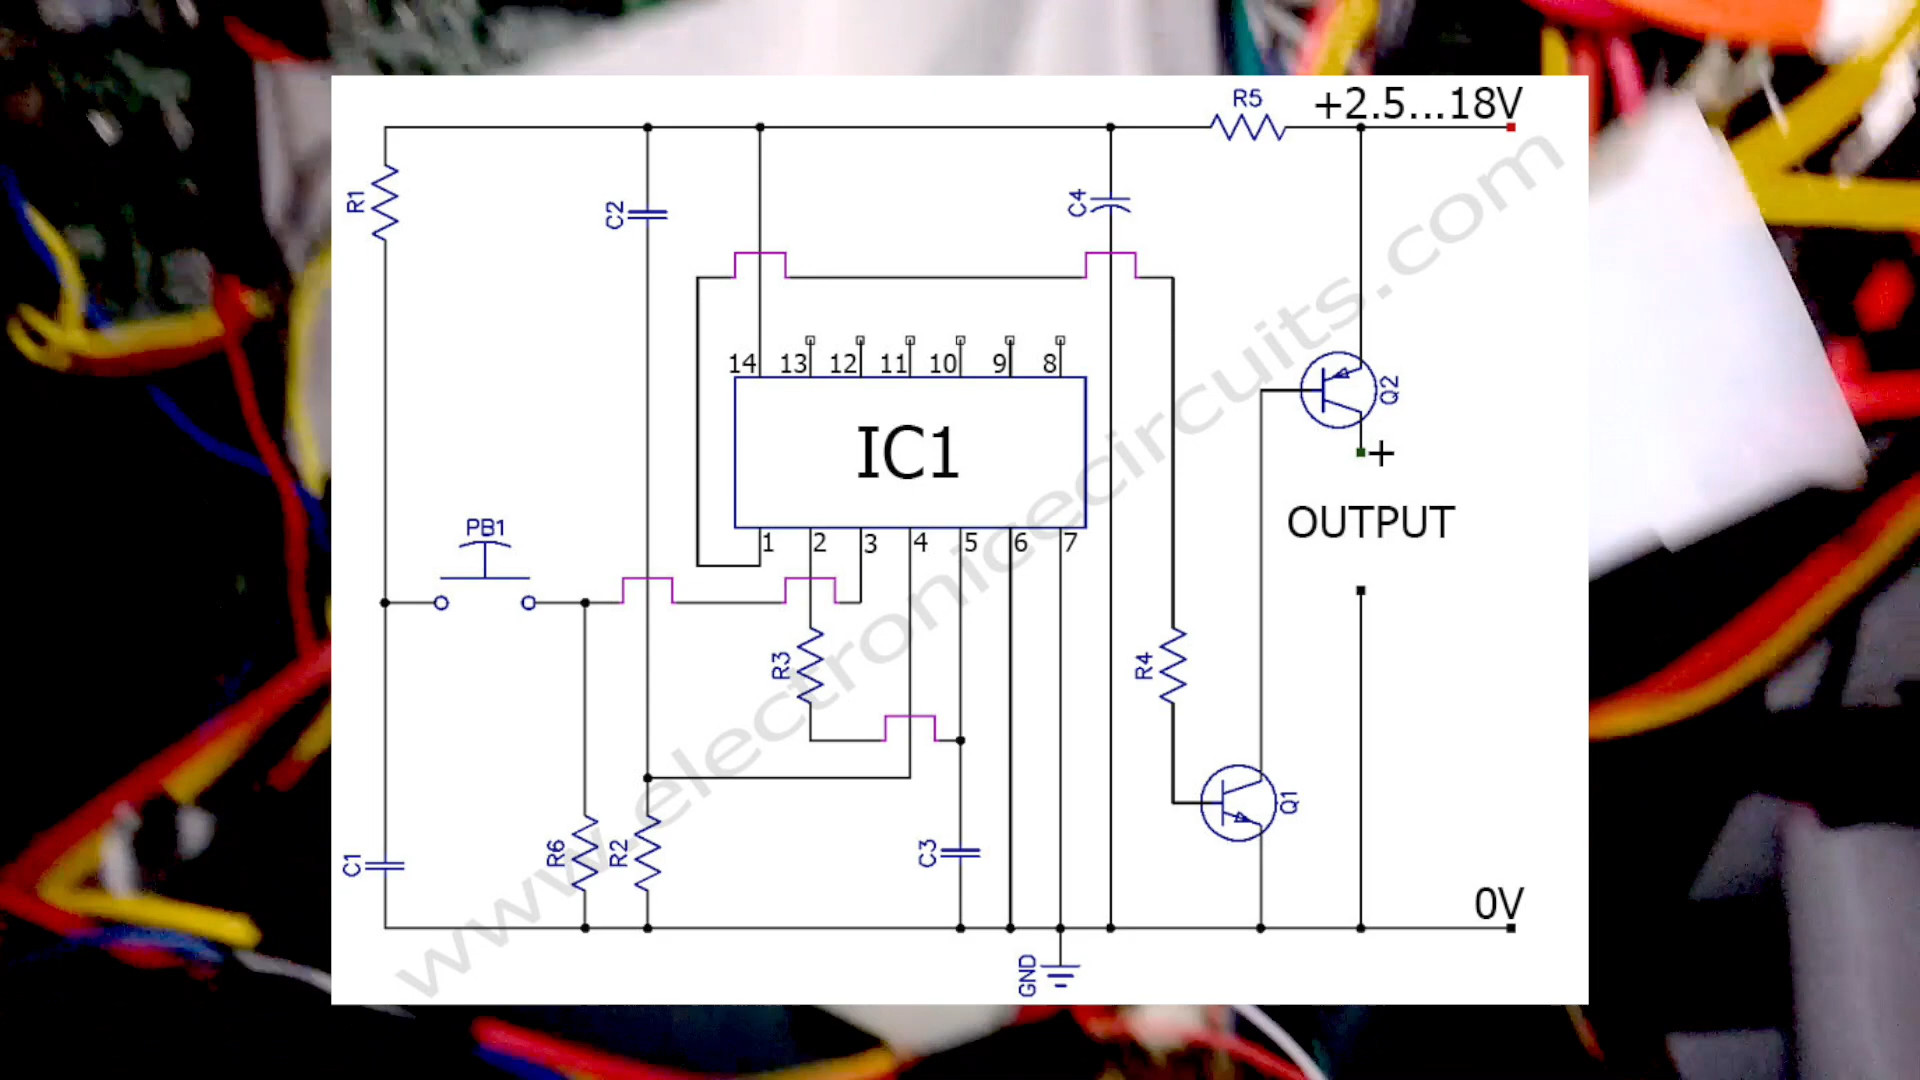 R5
+2.5...18V
R1
C2
C4
14 13 12 11 10 9 8
IC1
Q2
+
OUTPUT
PB1
1 2 3 4 5 6 7
R3
R4
Q1
R6
R2
C1
C3
0V
GND
www.electronicecircuits.com